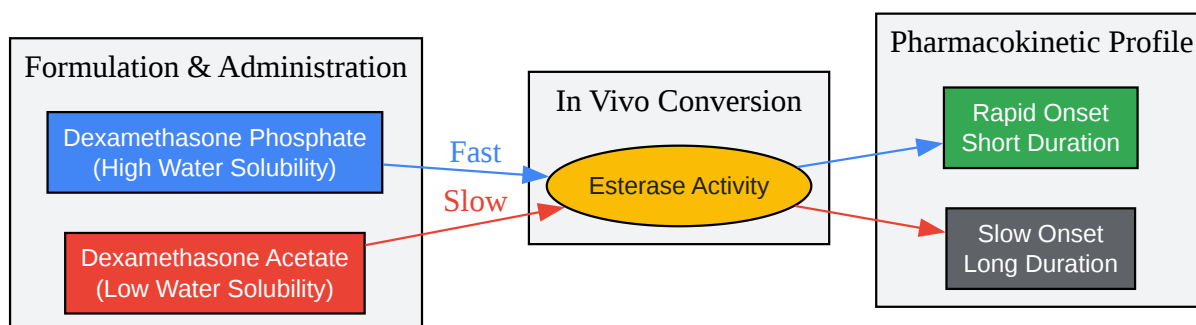 Formulation & Administration
Dexamethasone Phosphate
(High Water Solubility)
Dexamethasone Acetate
(Low Water Solubility)
Fast
Slow
In Vivo Conversion
Esterase Activity
Pharmacokinetic Profile
Rapid Onset
Short Duration
Slow Onset
Long Duration